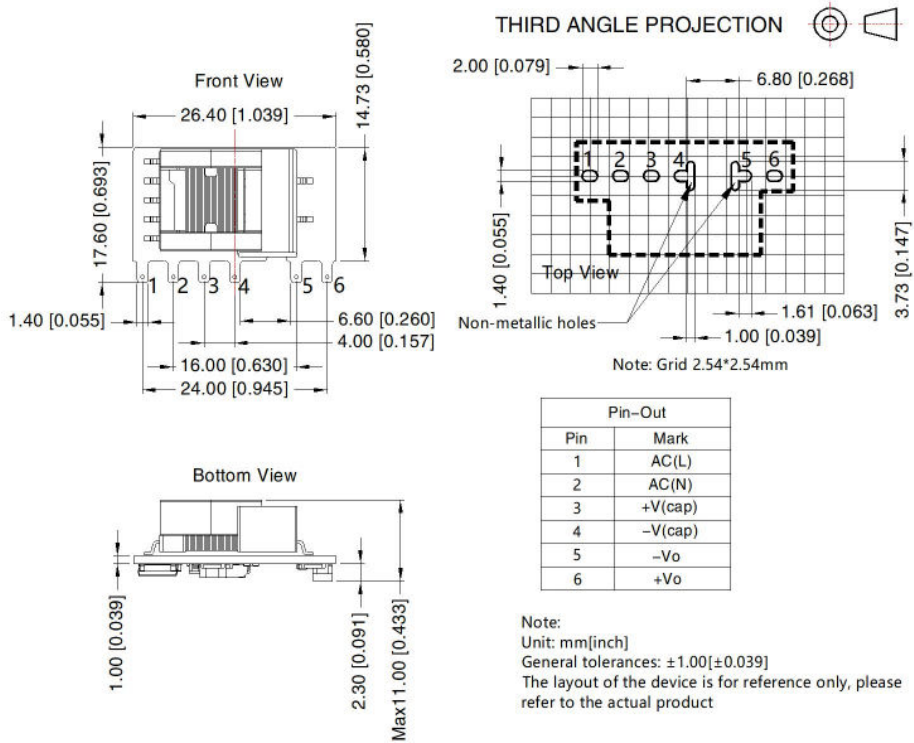 THIRD ANGLE PROJECTION
Front View
26.40 [1.039]
14.73 [0.580]
17.60 [0.693]
1 2 3 4 5 6
1.40 [0.055]
6.60 [0.260]
4.00 [0.157]
16.00 [0.630]
24.00 [0.945]
2.00 [0.079]
6.80 [0.268]
1 2 3 4 5 6
1.40 [0.055]
Top View
3.73 [0.147]
Non-metallic holes
1.61 [0.063]
1.00 [0.039]
Note: Grid 2.54*2.54mm
Bottom View
1.00 [0.039]
2.30 [0.091]
Max11.00 [0.433]
Pin-Out
Pin Mark
1 AC(L)
2 AC(N)
3 +V(cap)
4 -V(cap)
5 -Vo
6 +Vo
Note:
Unit: mm[inch]
General tolerances: ±1.00[±0.039]
The layout of the device is for reference only, please
refer to the actual product